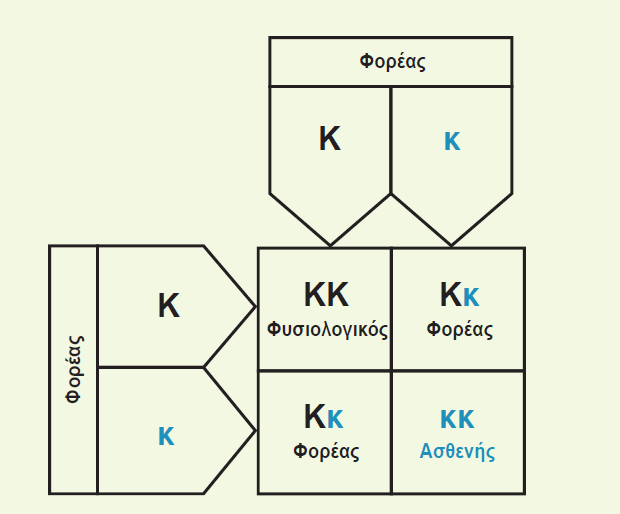 Φορέας
Κ κ
Φορέας
Κ
κ
ΚΚ Κκ
Φυσιολογικός Φορέας
Κκ κκ
Φορέας Ασθενής